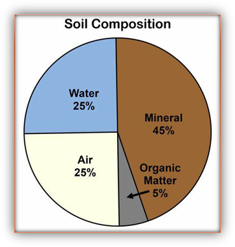 Soil Composition
Water
25%
Mineral
45%
Air
25%
Organic
Matter
5%